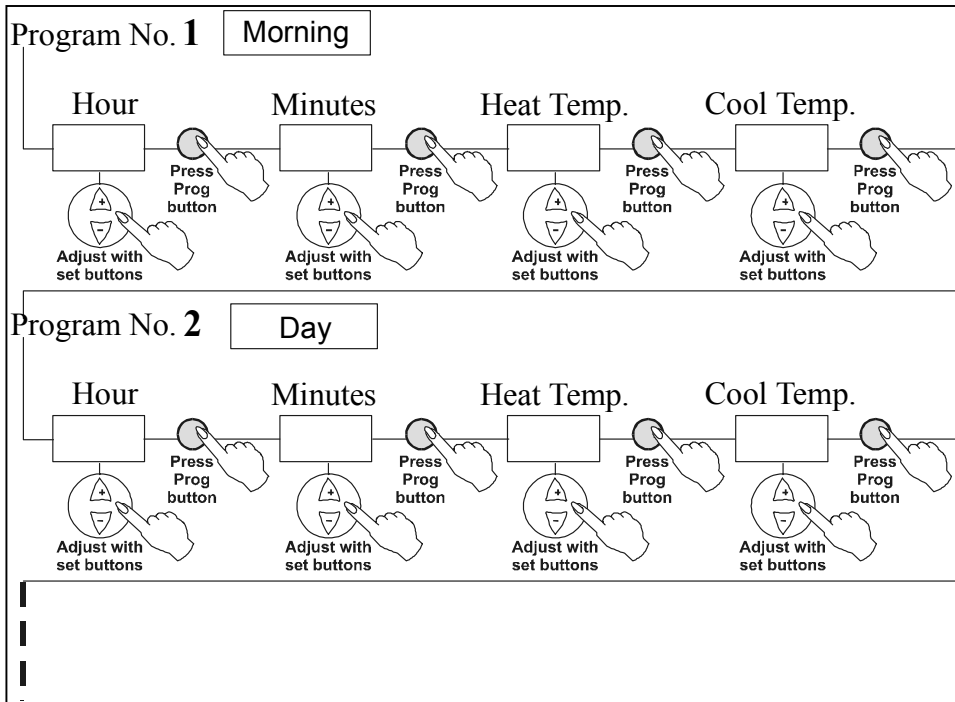 Program No. 1 Morning
Hour Minutes Heat Temp. Cool Temp.
Press Press Press Press
Prog Prog Prog Prog
button button button button
+ + + +
- - - -
Adjust with Adjust with Adjust with Adjust with
set buttons set buttons set buttons set buttons
Program No. 2 Day
Hour Minutes Heat Temp. Cool Temp.
Press Press Press Press
Prog Prog Prog Prog
button button button button
+ + + +
- - - -
Adjust with Adjust with Adjust with Adjust with
set buttons set buttons set buttons set buttons